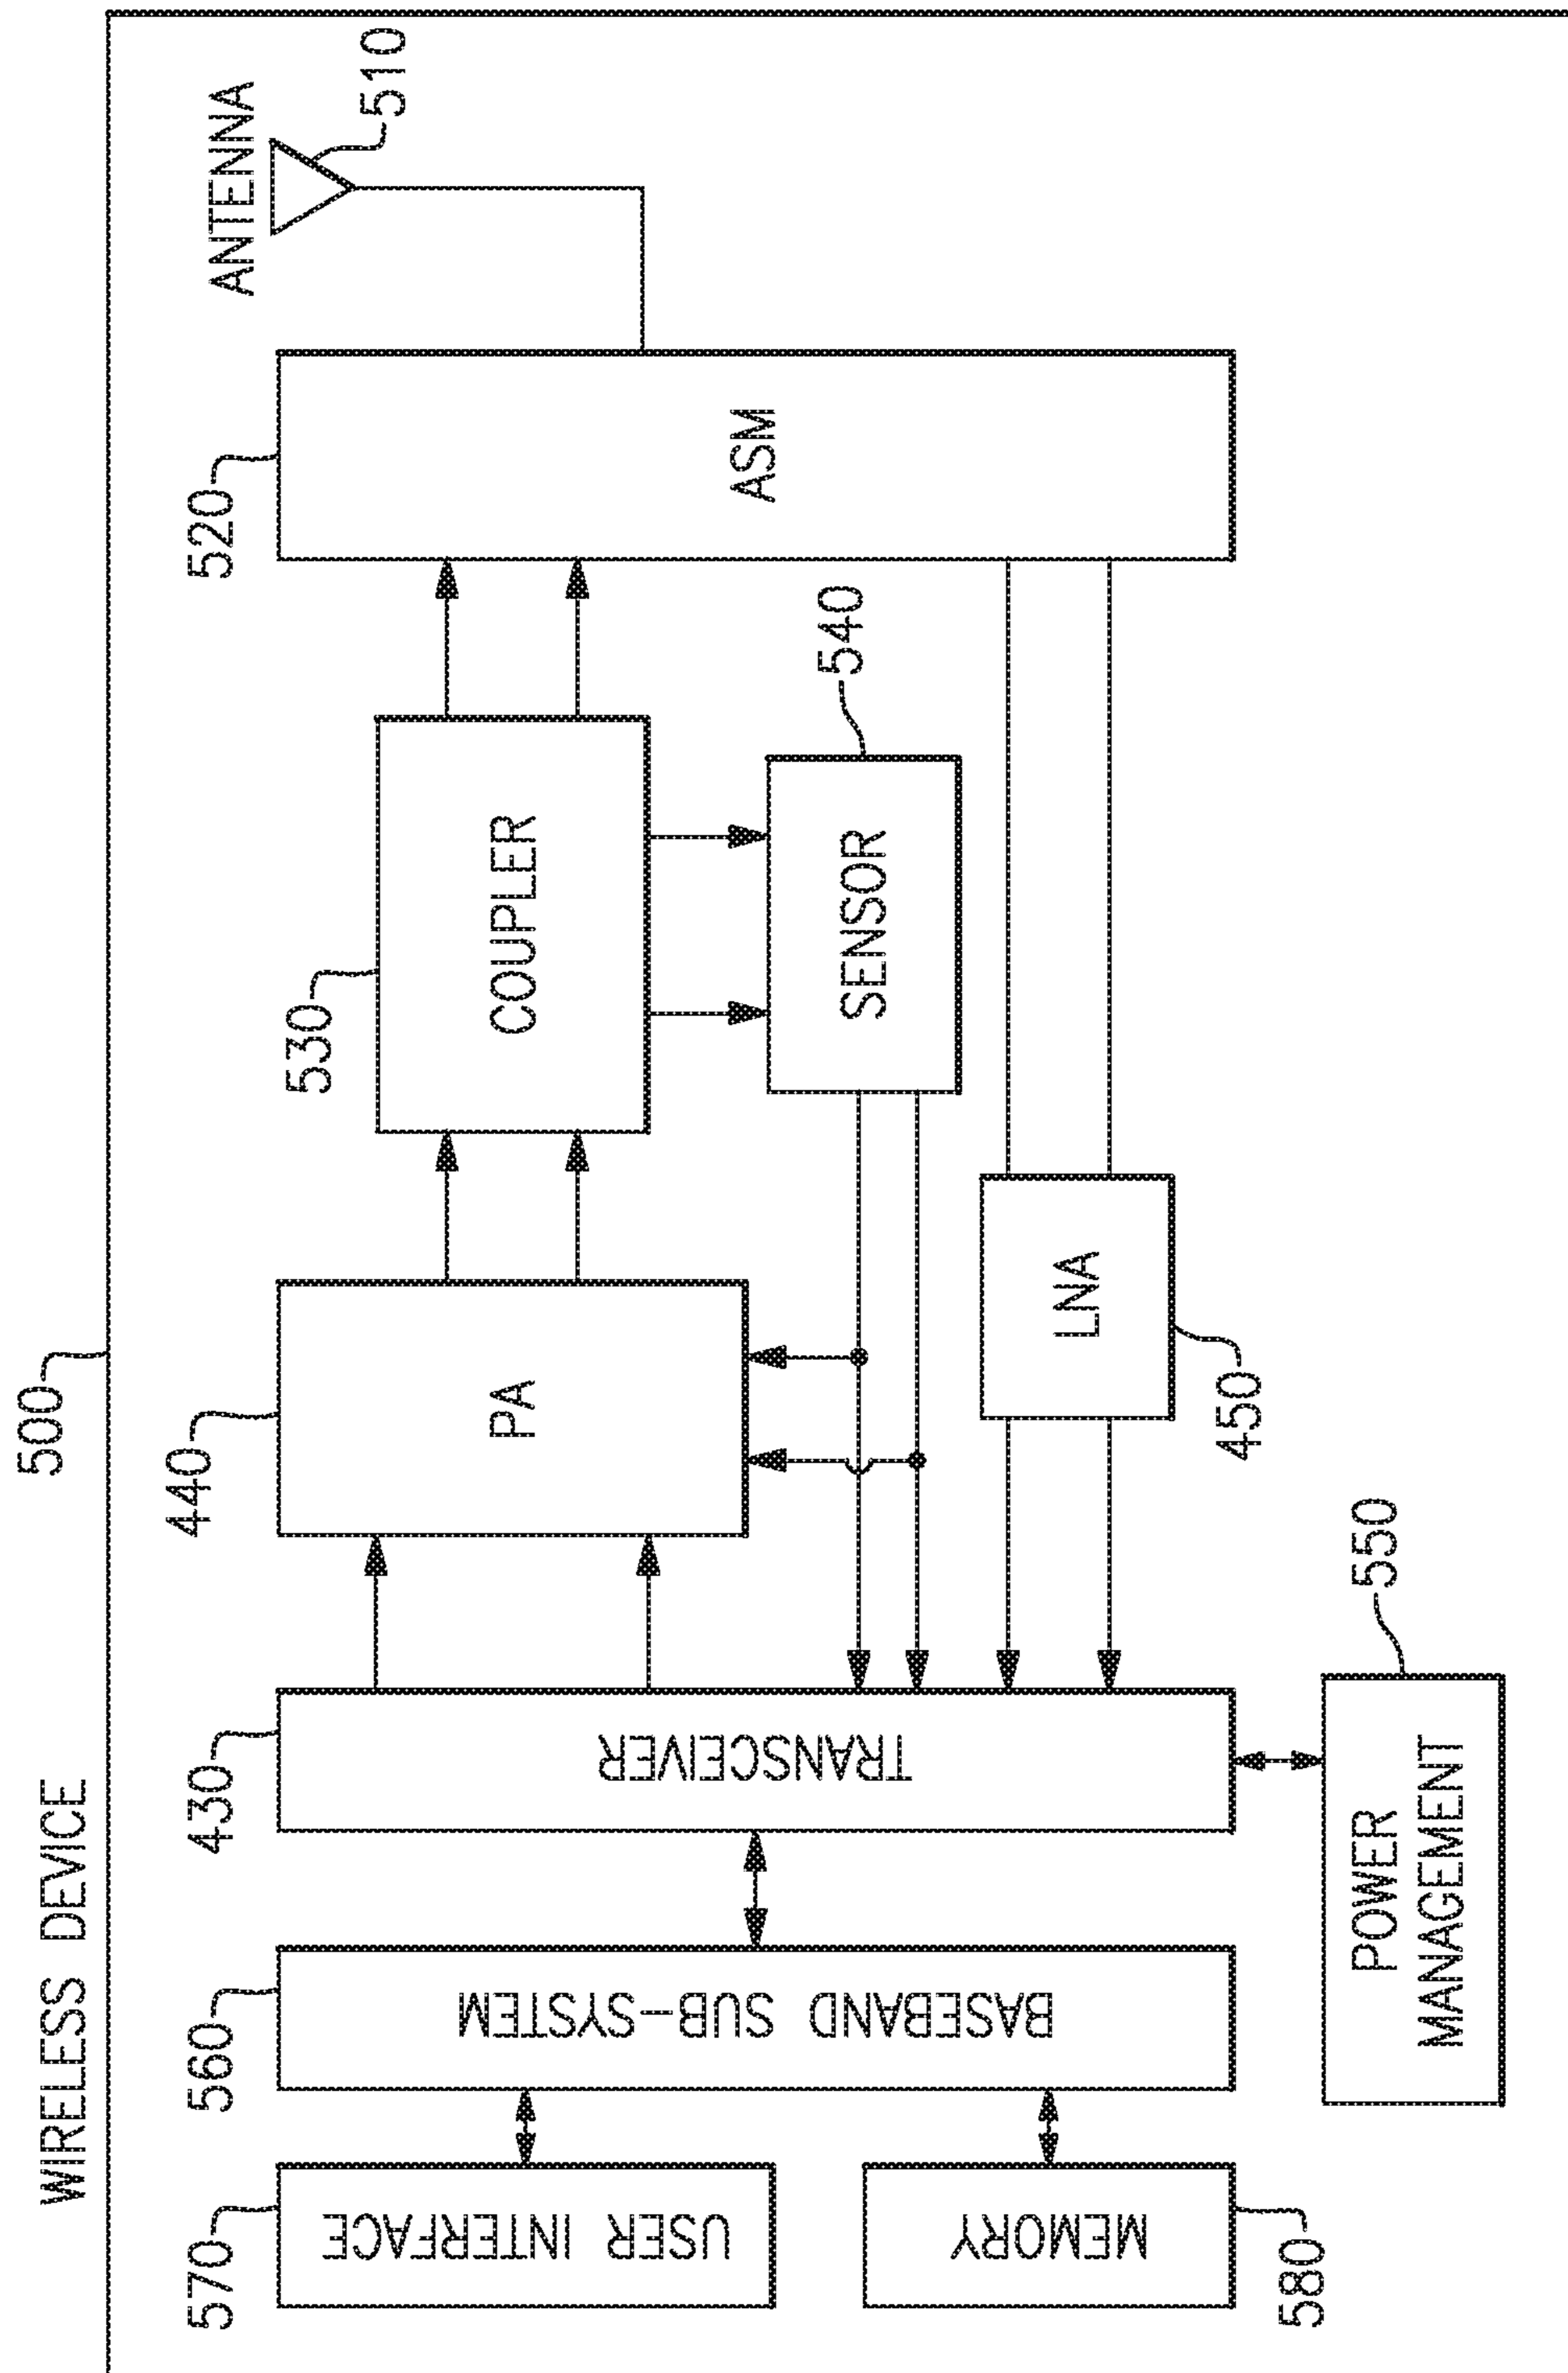 WIRELESS DEVICE
500
570
USER INTERFACE
580
MEMORY
560
BASEBAND SUB-SYSTEM
430
TRANSCEIVER
550
POWER
MANAGEMENT
440
PA
450
LNA
530
COUPLER
540
SENSOR
520
ASM
ANTENNA
510